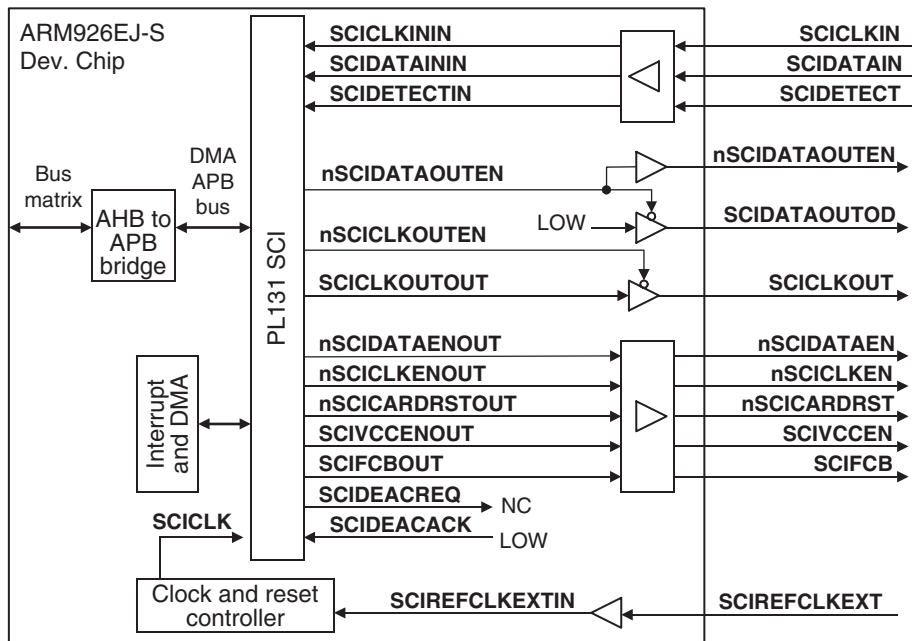 ARM926EJ-S
Dev. Chip
SCICLKININ
SCICLKIN
SCIDATAININ
SCIDATAIN
SCIDETECTIN
SCIDETECT
nSCIDATAOUTEN
nSCIDATAOUTEN
Bus
matrix
DMA
APB
bus
AHB to
APB
bridge
PL131 SCI
LOW
SCIDATAOUTOD
nSCICLKOUTEN
SCICLKOUTOUT
SCICLKOUT
nSCIDATAENOUT
nSCIDATAEN
nSCICLKENOUT
nSCICLKEN
nSCICARDRSTOUT
nSCICARDRST
SCIVCCENOUT
SCIVCCEN
SCIFCBOUT
SCIFCB
Interrupt
and DMA
SCIDEACREQ
NC
SCICLK
SCIDEACACK
LOW
Clock and reset
controller
SCIREFCLKEXTIN
SCIREFCLKEXT